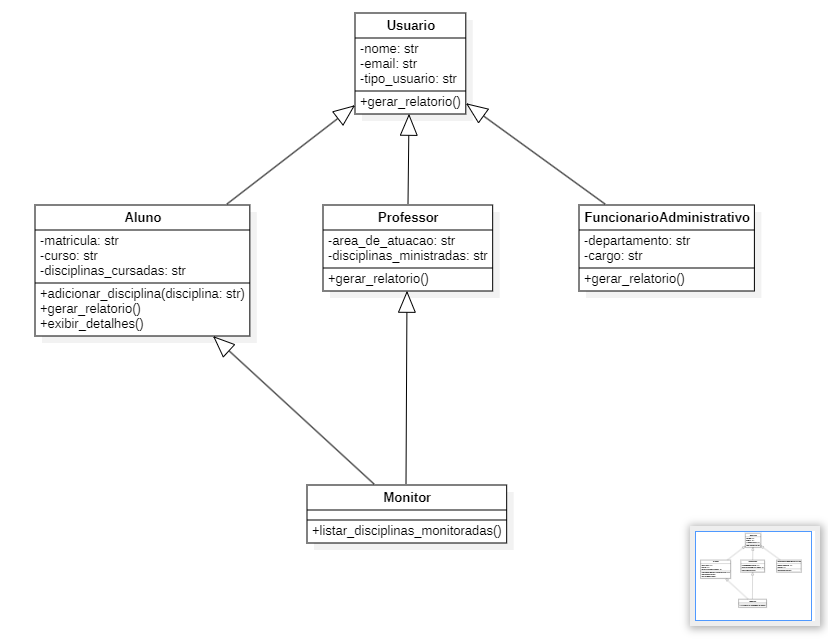 Usuario
-nome: str
-email: str
-tipo_usuario: str
+gerar_relatorio()
Aluno
-matricula: str
-curso: str
-disciplinas_cursadas: str
+adicionar_disciplina(disciplina: str)
+gerar_relatorio()
+exibir_detalhes()
Professor
-area_de_atuacao: str
-disciplinas_ministradas: str
+gerar_relatorio()
FuncionarioAdministrativo
-departamento: str
-cargo: str
+gerar_relatorio()
Monitor
+listar_disciplinas_monitoradas()